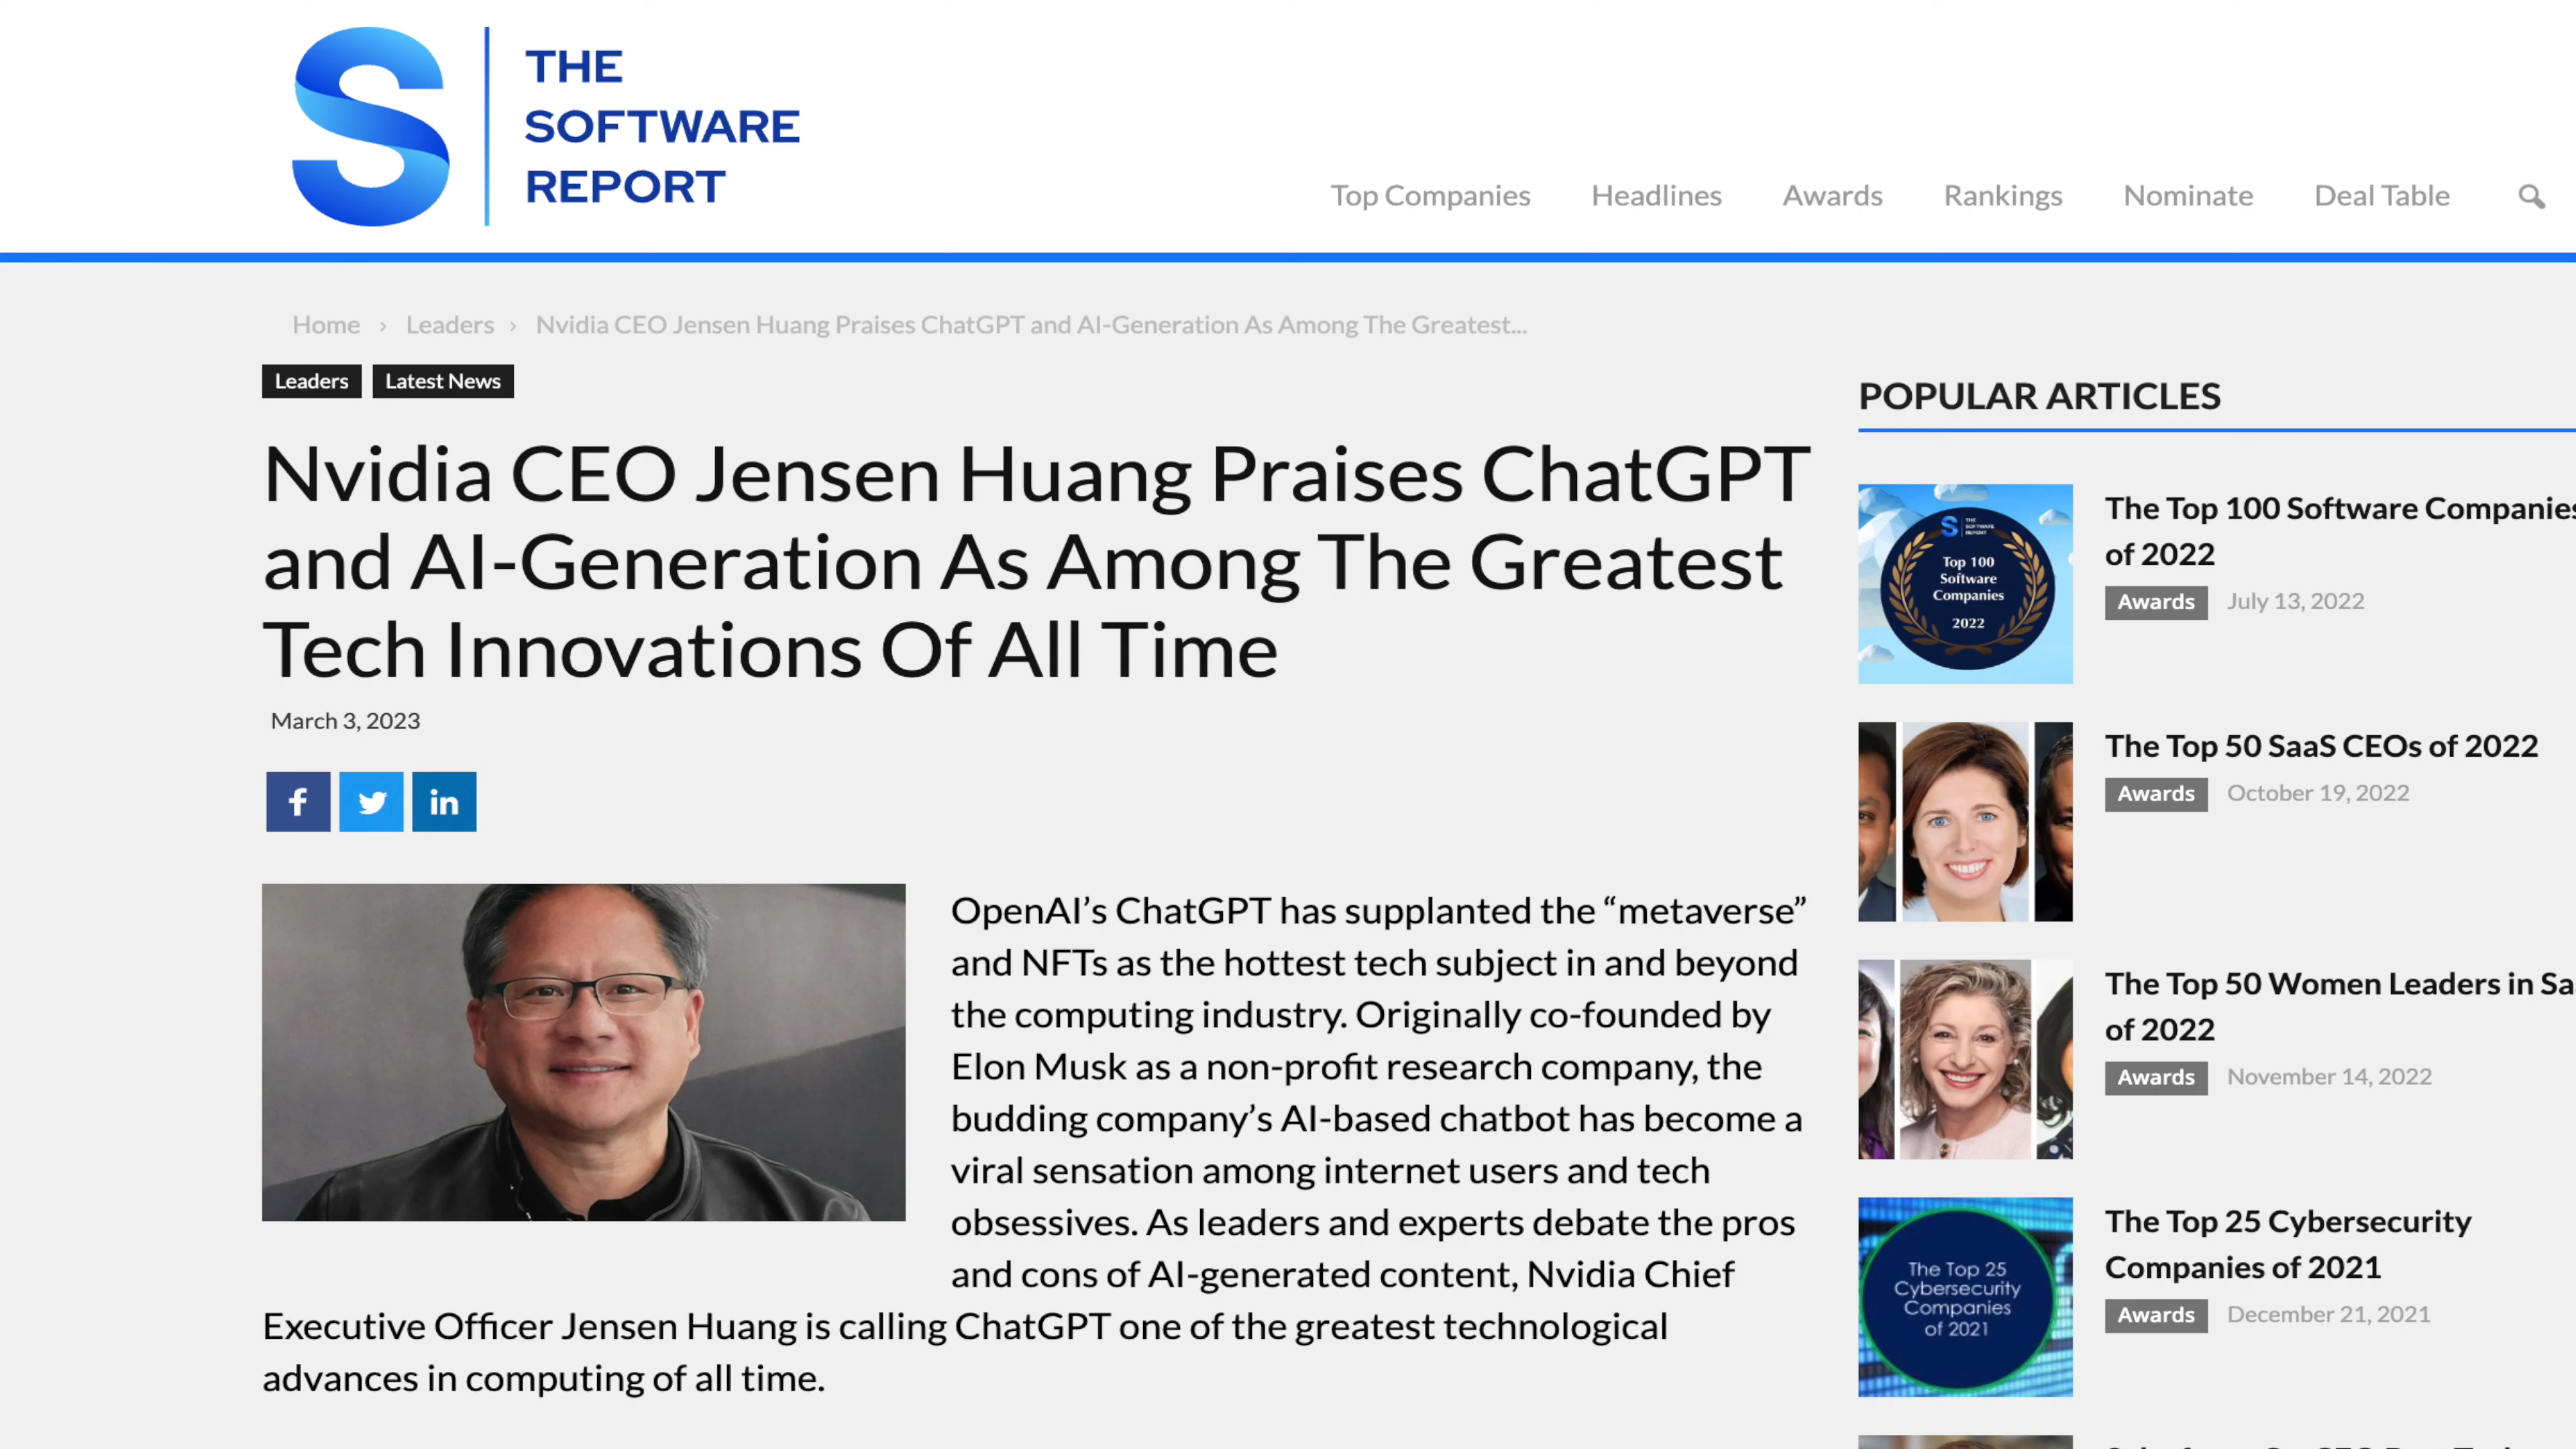 THE
SOFTWARE
REPORT
Top Companies Headlines Awards Rankings Nominate Deal Table
Home › Leaders › Nvidia CEO Jensen Huang Praises ChatGPT and AI-Generation As Among The Greatest...
Leaders Latest News
Nvidia CEO Jensen Huang Praises ChatGPT
and AI-Generation As Among The Greatest
Tech Innovations Of All Time
March 3, 2023
OpenAI’s ChatGPT has supplanted the “metaverse”
and NFTs as the hottest tech subject in and beyond
the computing industry. Originally co-founded by
Elon Musk as a non-profit research company, the
budding company’s AI-based chatbot has become a
viral sensation among internet users and tech
obsessives. As leaders and experts debate the pros
and cons of AI-generated content, Nvidia Chief
Executive Officer Jensen Huang is calling ChatGPT one of the greatest technological
advances in computing of all time.
POPULAR ARTICLES
THE
SOFTWARE
REPORT
Top 100
Software
Companies
2022
The Top 100 Software Companies
of 2022
Awards July 13, 2022
The Top 50 SaaS CEOs of 2022
Awards October 19, 2022
The Top 50 Women Leaders in Sa
of 2022
Awards November 14, 2022
The Top 25
Cybersecurity
Companies
of 2021
The Top 25 Cybersecurity
Companies of 2021
Awards December 21, 2021